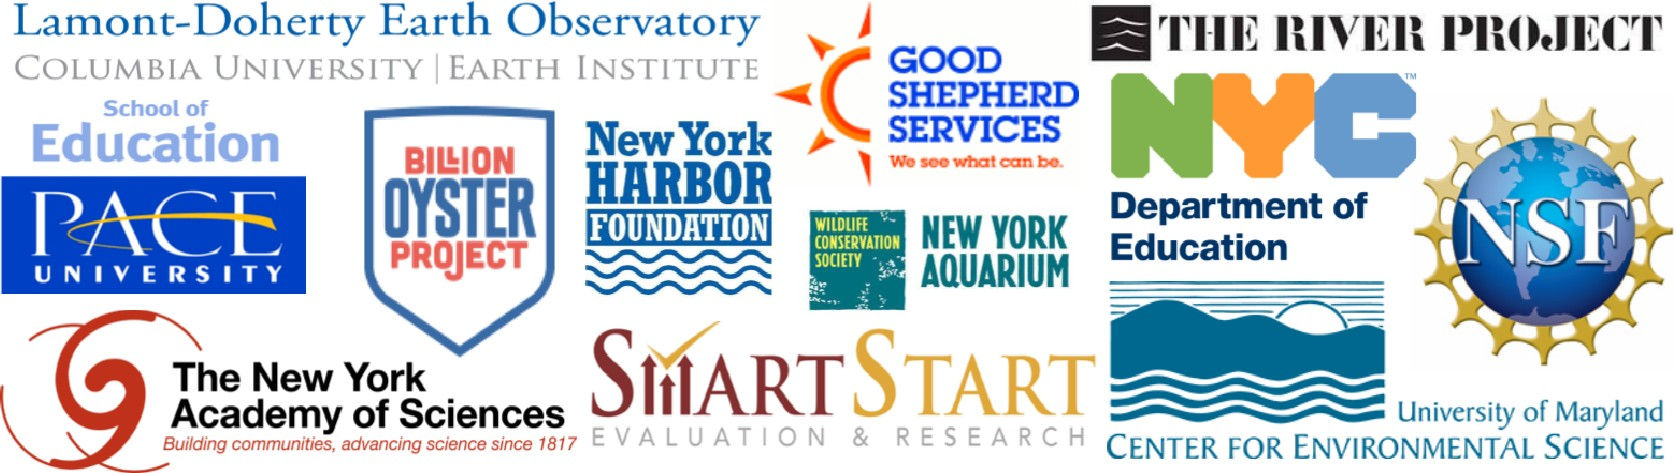 Lamont-Doherty Earth Observatory
COLUMBIA UNIVERSITY | EARTH INSTITUTE
School of
Education
PACE
UNIVERSITY
BILLION
OYSTER
PROJECT
New York
HARBOR
FOUNDATION
GOOD
SHEPHERD
SERVICES
We see what can be.
WILDLIFE
CONSERVATION
SOCIETY
NEW YORK
AQUARIUM
THE RIVER PROJECT
NYC™
Department of
Education
NSF
The New York
Academy of Sciences
Building communities, advancing science since 1817
SMART START
EVALUATION & RESEARCH
University of Maryland
CENTER FOR ENVIRONMENTAL SCIENCE